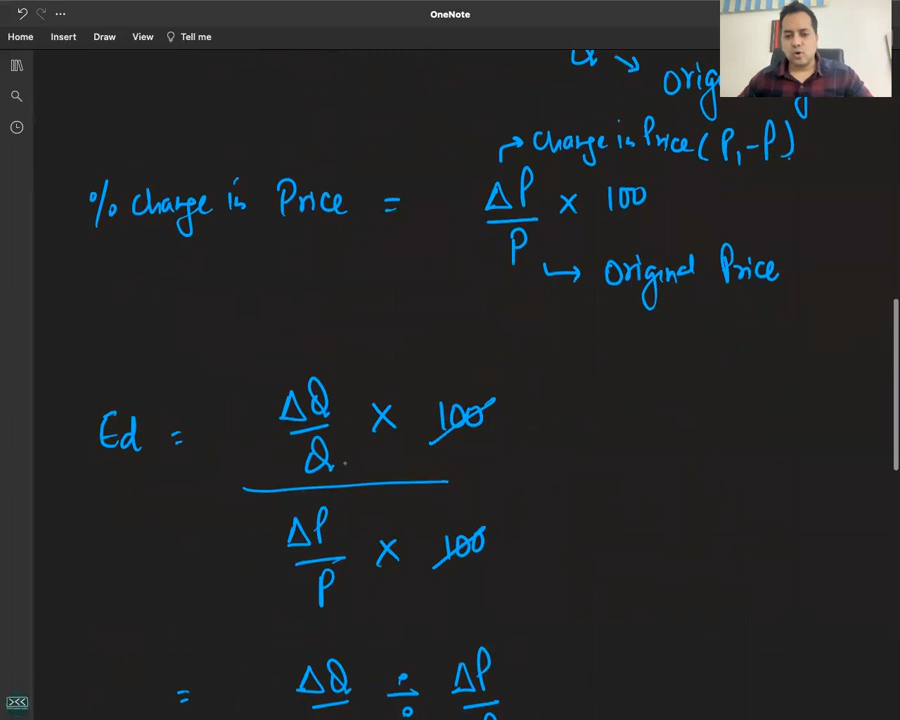 OneNote
Home Insert Draw View Tell me
Q → Orig
→ Change in Price (P₁-P)
% Change in Price = ΔP/P × 100
↳ Original Price
Ed = ΔQ/Q × 100
ΔP/P × 100
= ΔQ ÷ ΔP